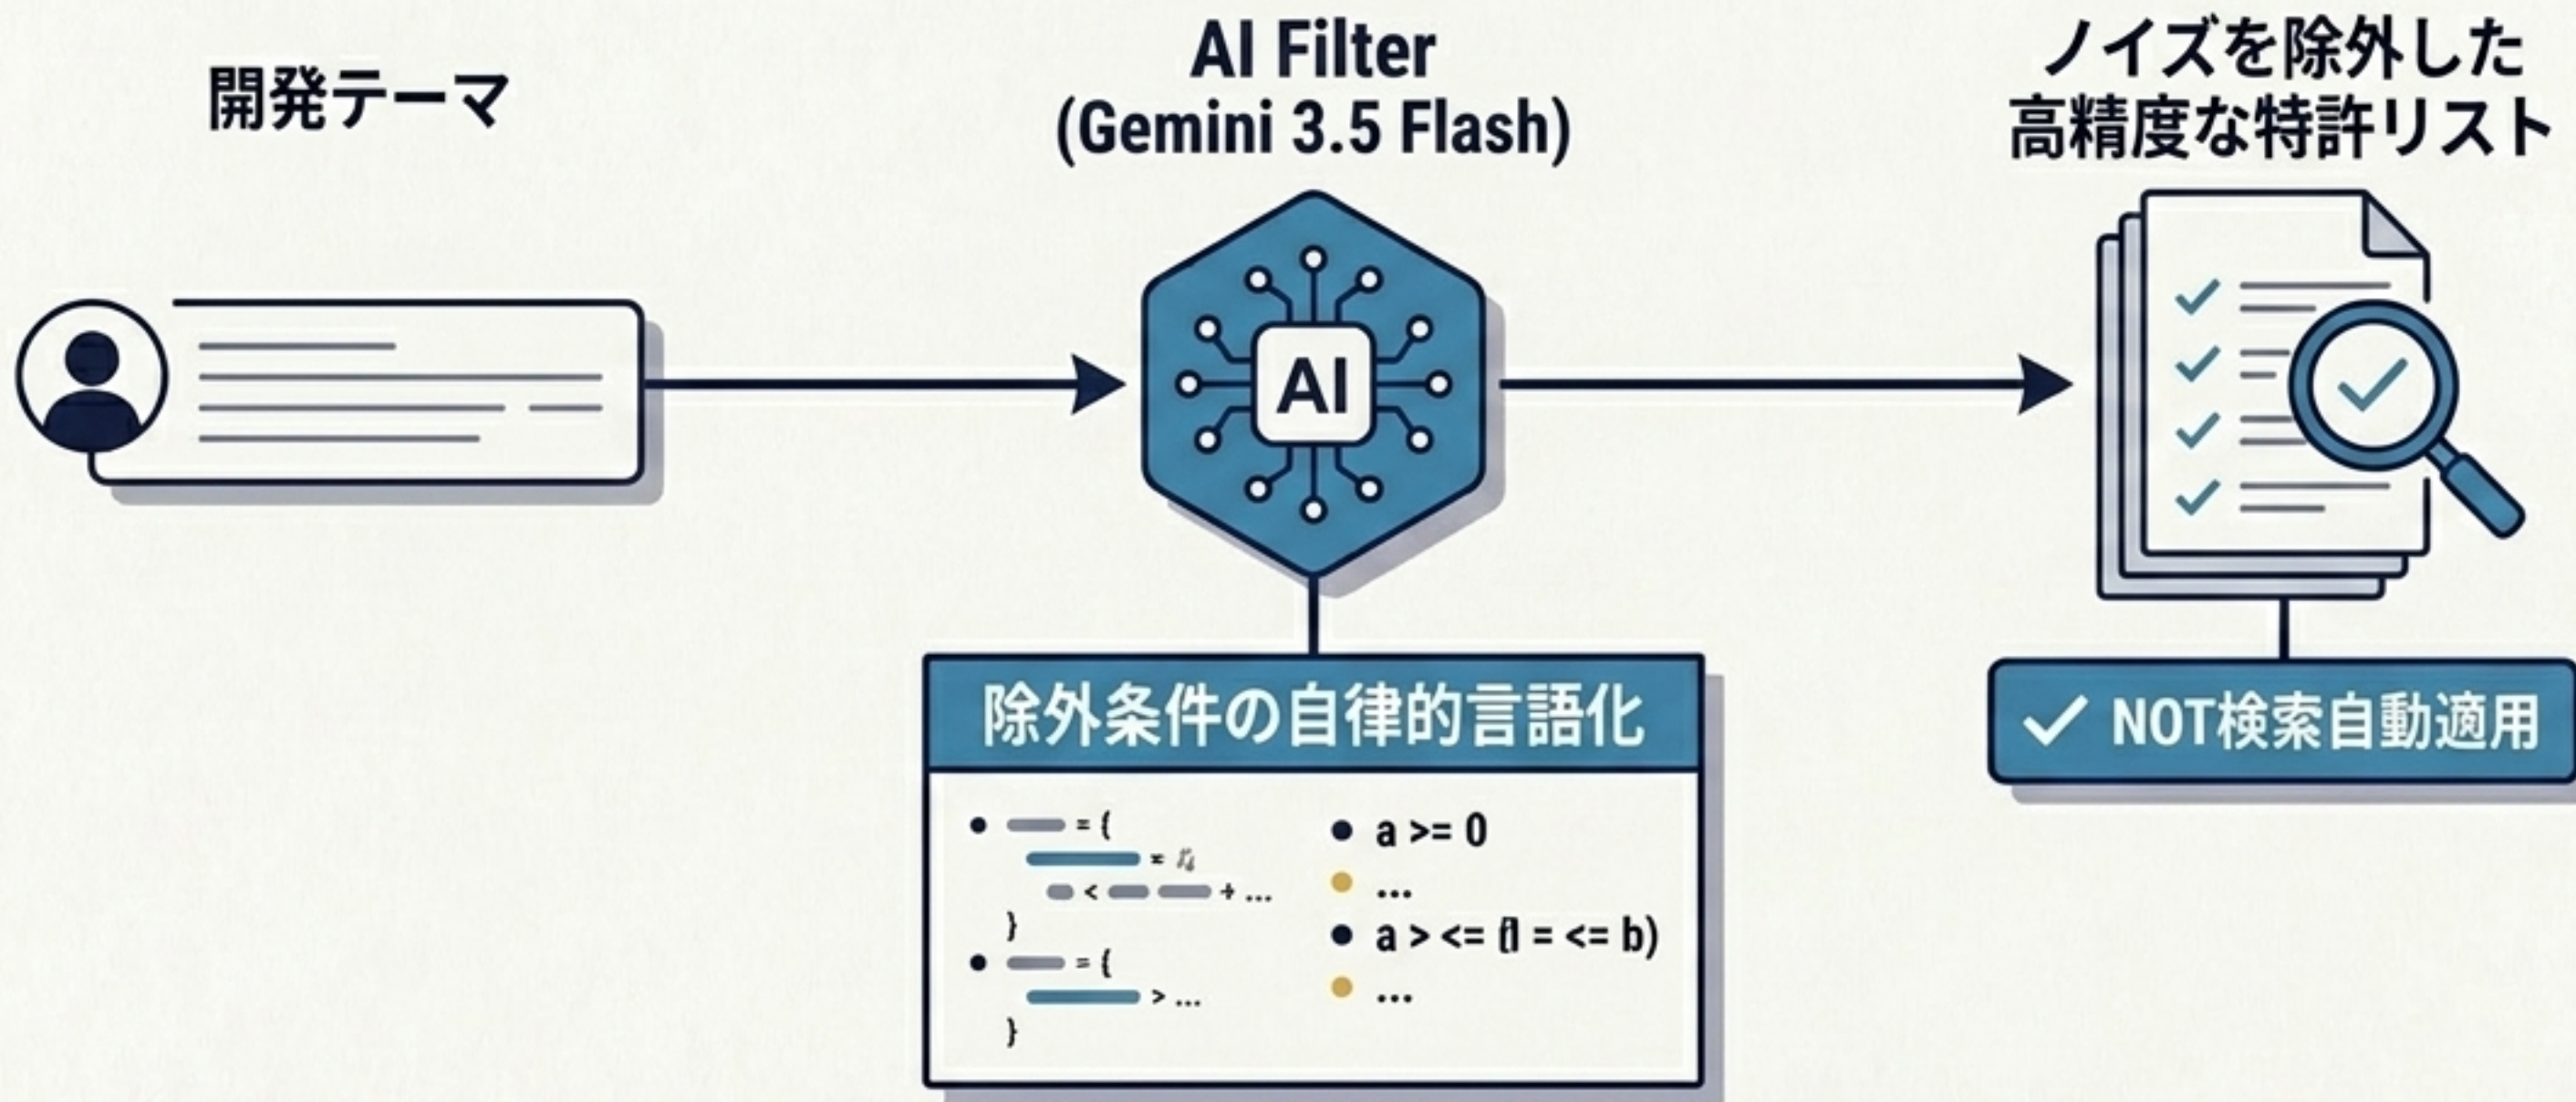 開発テーマ
AI Filter
(Gemini 3.5 Flash)
ノイズを除外した
高精度な特許リスト
AI
除外条件の自律的言語化
= {
=
< + ...
}
= {
> ...
}
a >= 0
...
a > <= = <= b)
...
NOT検索自動適用